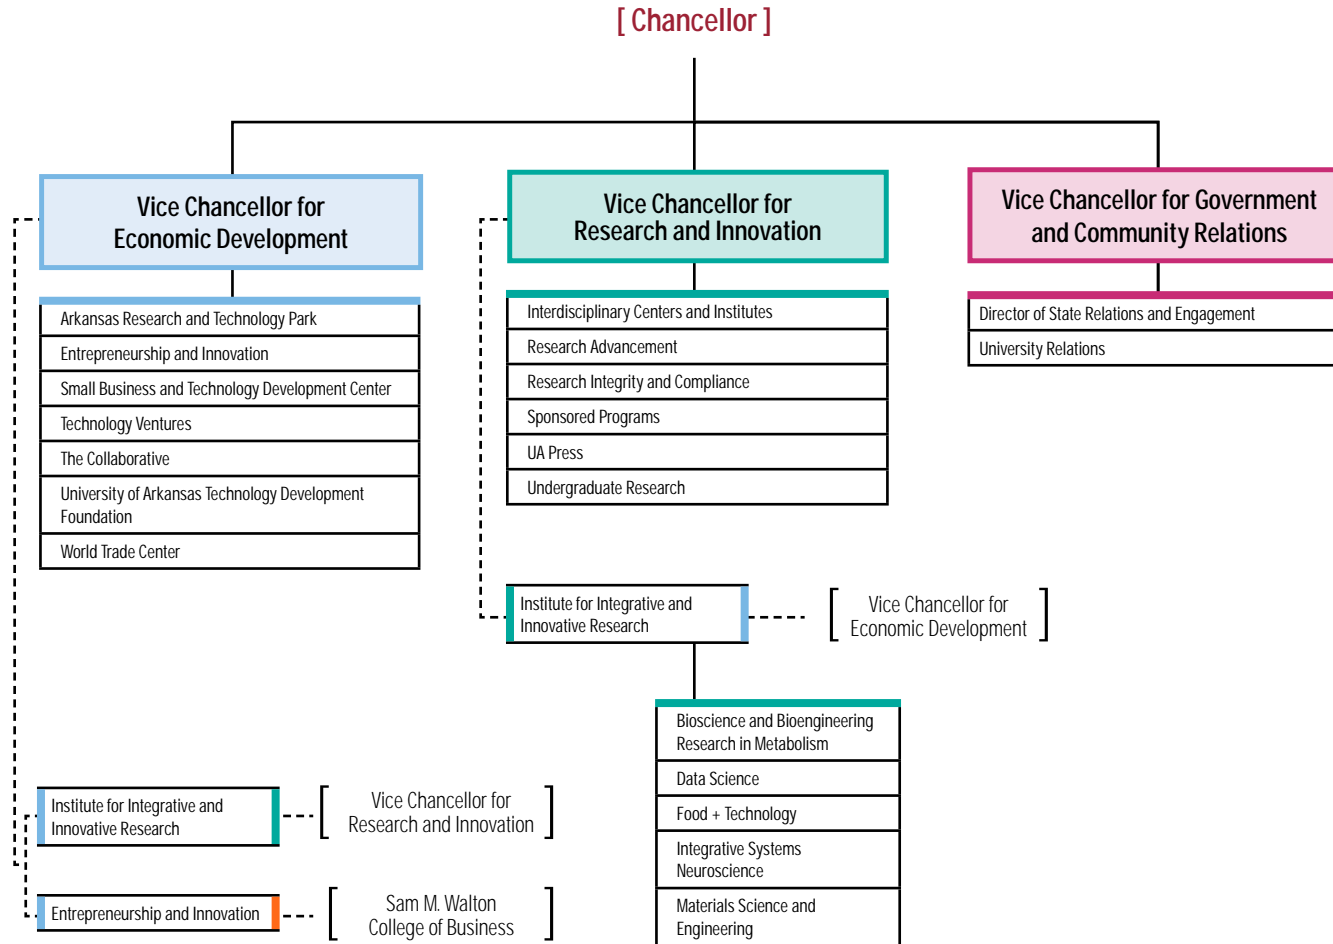 [ Chancellor ]
Vice Chancellor for
Economic Development
Arkansas Research and Technology Park
Entrepreneurship and Innovation
Small Business and Technology Development Center
Technology Ventures
The Collaborative
University of Arkansas Technology Development
Foundation
World Trade Center
Vice Chancellor for
Research and Innovation
Interdisciplinary Centers and Institutes
Research Advancement
Research Integrity and Compliance
Sponsored Programs
UA Press
Undergraduate Research
Vice Chancellor for Government
and Community Relations
Director of State Relations and Engagement
University Relations
Institute for Integrative and
Innovative Research
[ Vice Chancellor for
Economic Development ]
Bioscience and Bioengineering
Research in Metabolism
Data Science
Food + Technology
Integrative Systems
Neuroscience
Materials Science and
Engineering
Institute for Integrative and
Innovative Research
[ Vice Chancellor for
Research and Innovation ]
Entrepreneurship and Innovation
[ Sam M. Walton
College of Business ]